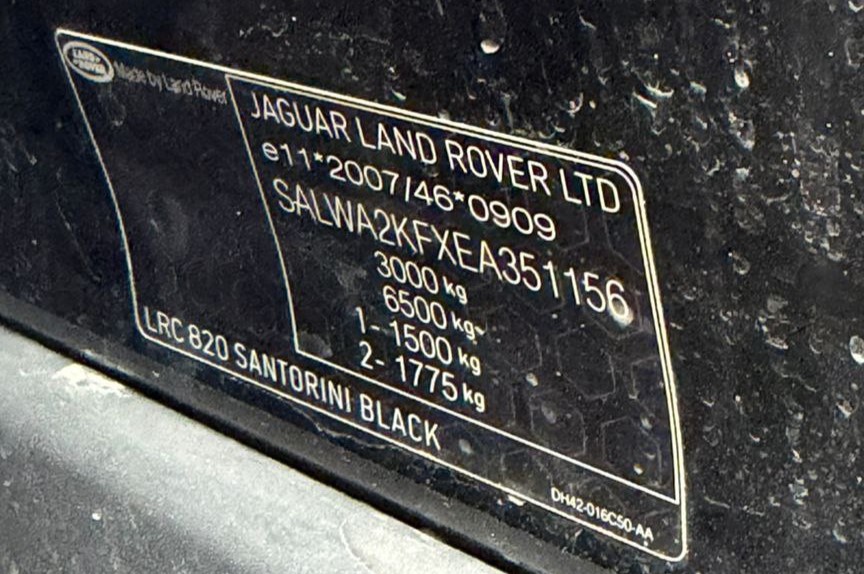 LAND-
ROVER
Made by Land Rover
JAGUAR LAND ROVER LTD
e11*2007/46*0909
SALWA2KFXEA351156
3000 kg
6500 kg
1- 1500 kg
2- 1775 kg
LRC 820 SANTORINI BLACK
DH42-016C50-AA